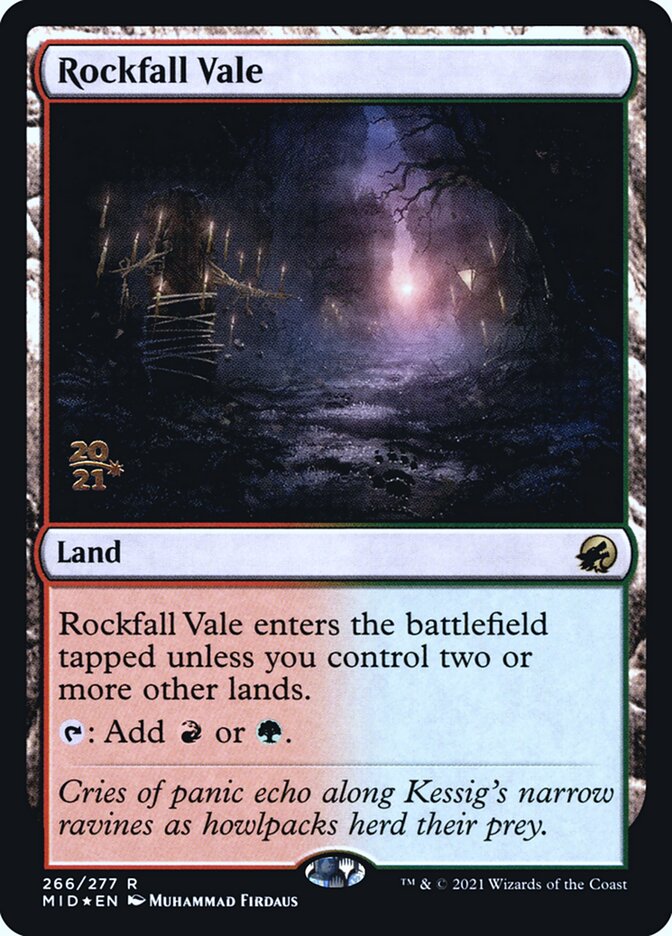 Rockfall Vale
20
21
Land
Rockfall Vale enters the battlefield
tapped unless you control two or
more other lands.
: Add or .
Cries of panic echo along Kessig's narrow
ravines as howlpacks herd their prey.
266/277 R
MID★EN Muhammad Firdaus
™ & © 2021 Wizards of the Coast